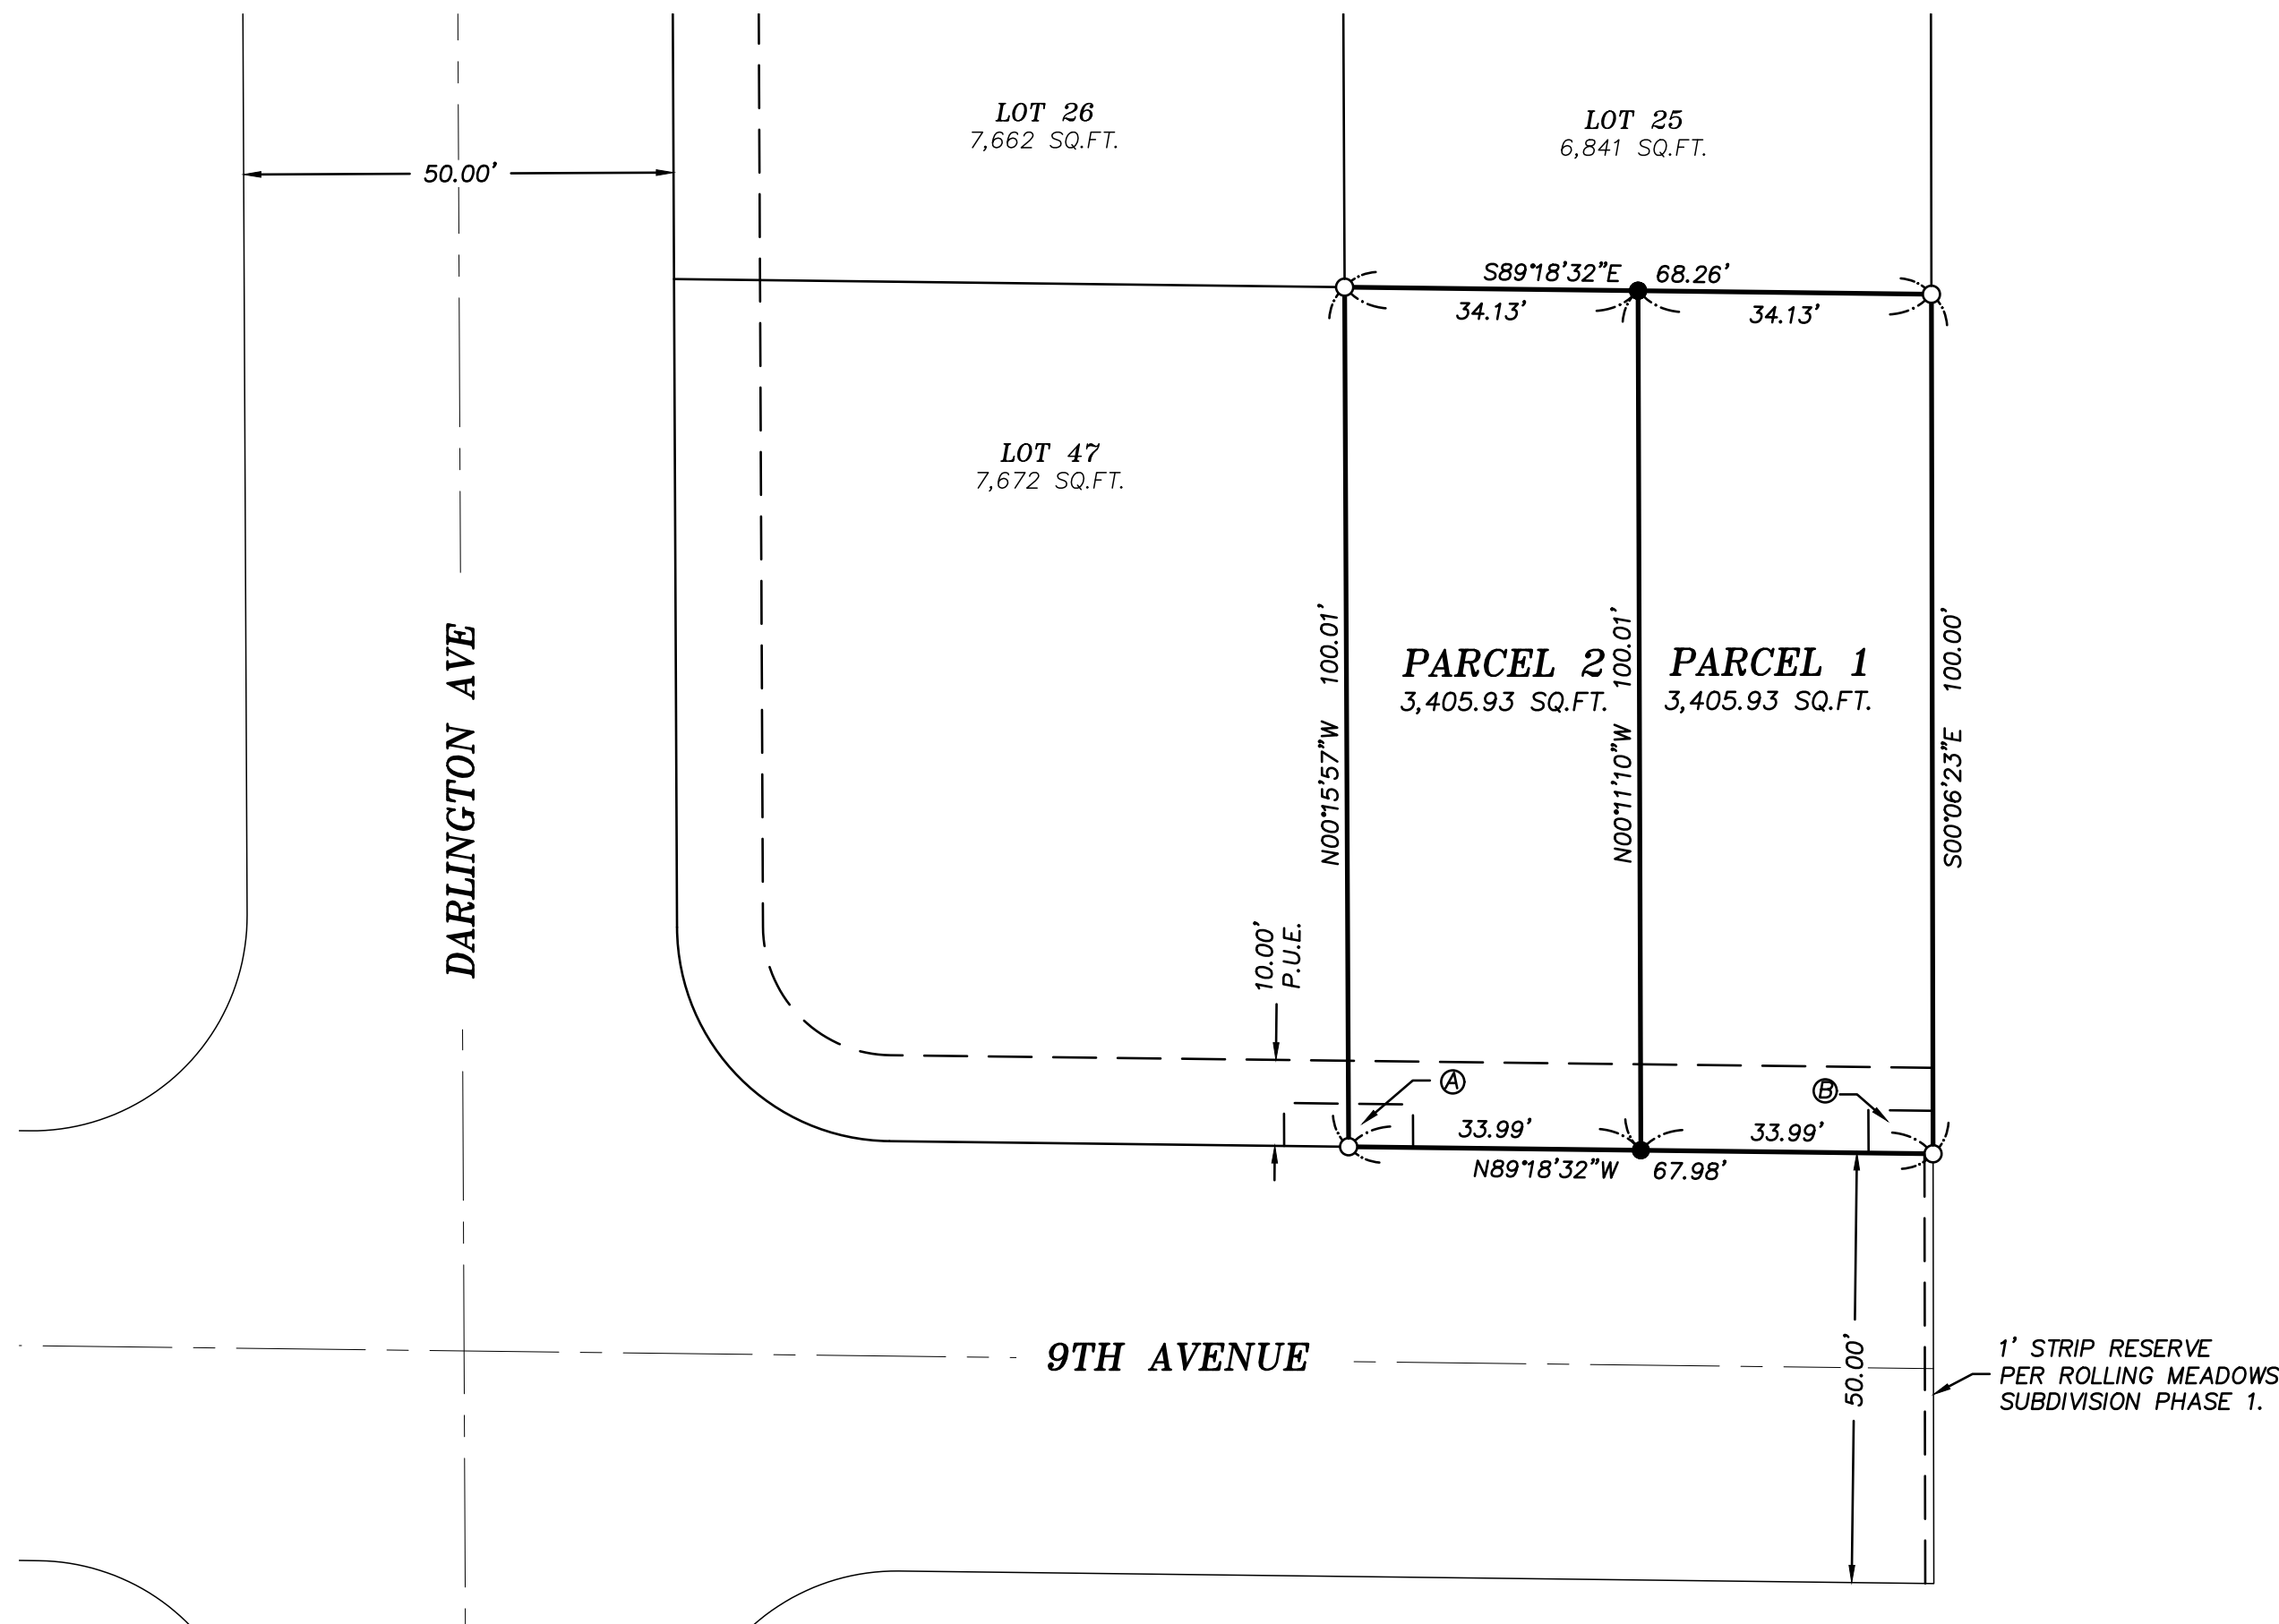 LOT 26
7,662 SQ.FT.
LOT 25
6,841 SQ.FT.
50.00'
S89°18'32"E 68.26'
34.13'
34.13'
LOT 47
7,672 SQ.FT.
DARLINGTON AVE
N00°15'57"W 100.01'
PARCEL 2
3,405.93 SQ.FT.
N00°11'10"W 100.01'
PARCEL 1
3,405.93 SQ.FT.
S00°06'23"E 100.00'
10.00'
P.U.E.
A
B
33.99'
33.99'
N89°18'32"W 67.98'
9TH AVENUE
50.00'
1' STRIP RESERVE
PER ROLLING MEADOWS
SUBDIVISION PHASE 1.